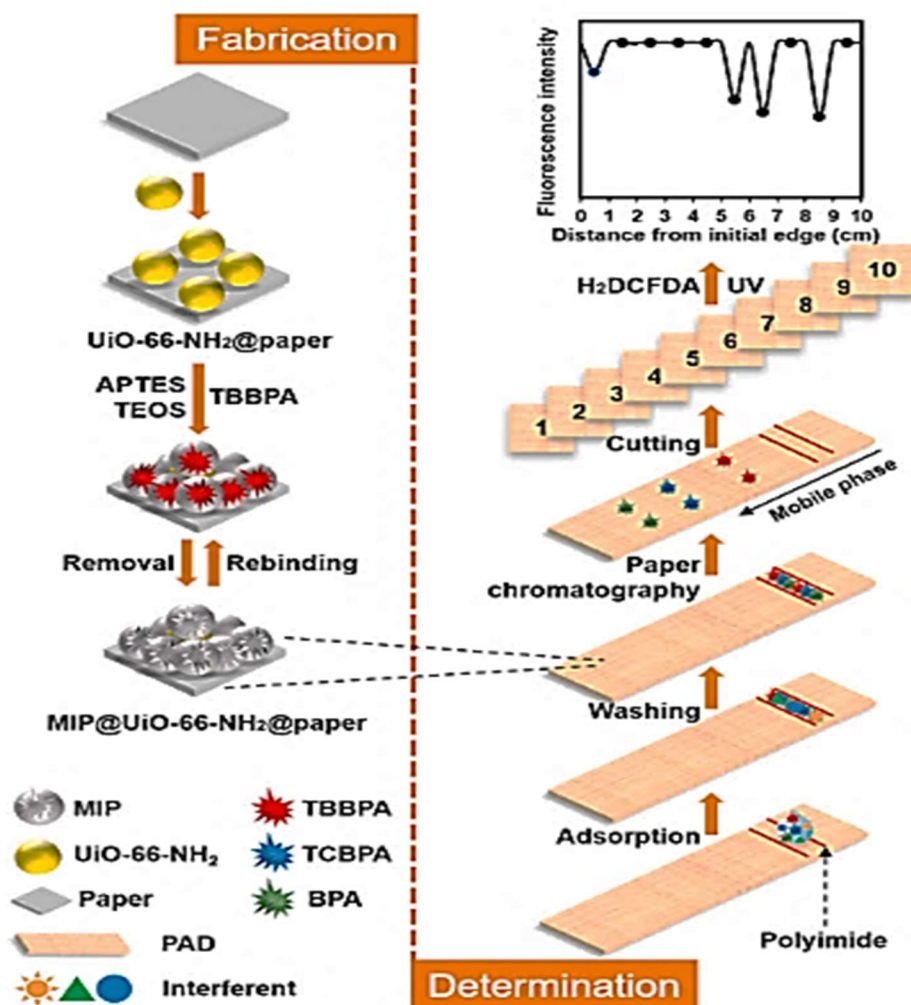 Fabrication
UiO-66-NH₂@paper
APTES
TEOS
TBBPA
Removal
Rebinding
MIP@UiO-66-NH₂@paper
MIP
TBBPA
UiO-66-NH₂
TCBPA
Paper
BPA
PAD
Interferent
Fluorescence intensity
0 1 2 3 4 5 6 7 8 9 10
Distance from initial edge (cm)
H₂DCFDA
UV
1 2 3 4 5 6 7 8 9 10
Cutting
Mobile phase
Paper
chromatography
Washing
Adsorption
Polyimide
Determination